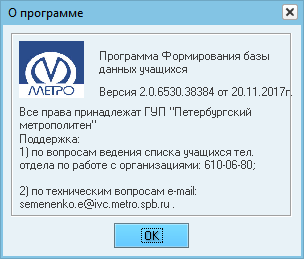 О программе
Программа Формирования базы
данных учащихся
МЕТРО
Версия 2.0.6530.38384 от 20.11.2017г.
Все права принадлежат ГУП "Петербургский
метрополитен"
Поддержка:
1) по вопросам ведения списка учащихся тел.
отдела по работе с организациями: 610-06-80;
2) по техническим вопросам e-mail:
semenenko.e@ivc.metro.spb.ru .
OK